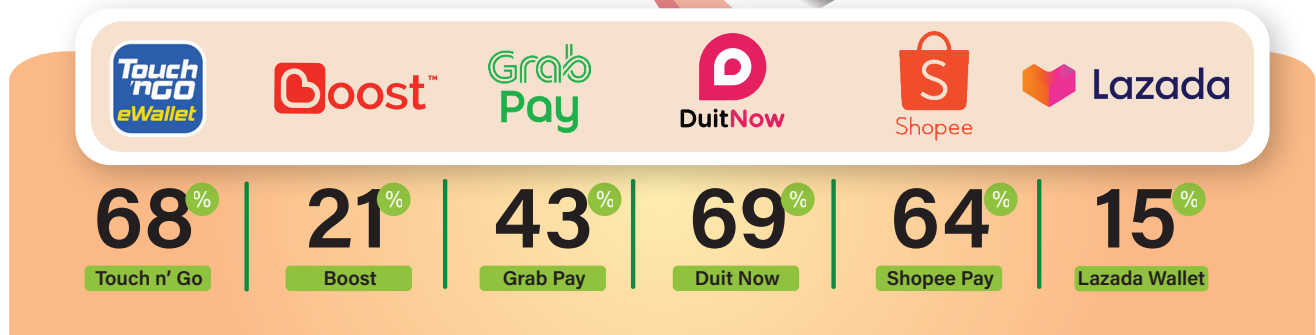 Touch
'nGO
eWallet
Boost™
Grab
Pay
DuitNow
S
Shopee
Lazada
68%
21%
43%
69%
64%
15%
Touch n' Go
Boost
Grab Pay
Duit Now
Shopee Pay
Lazada Wallet